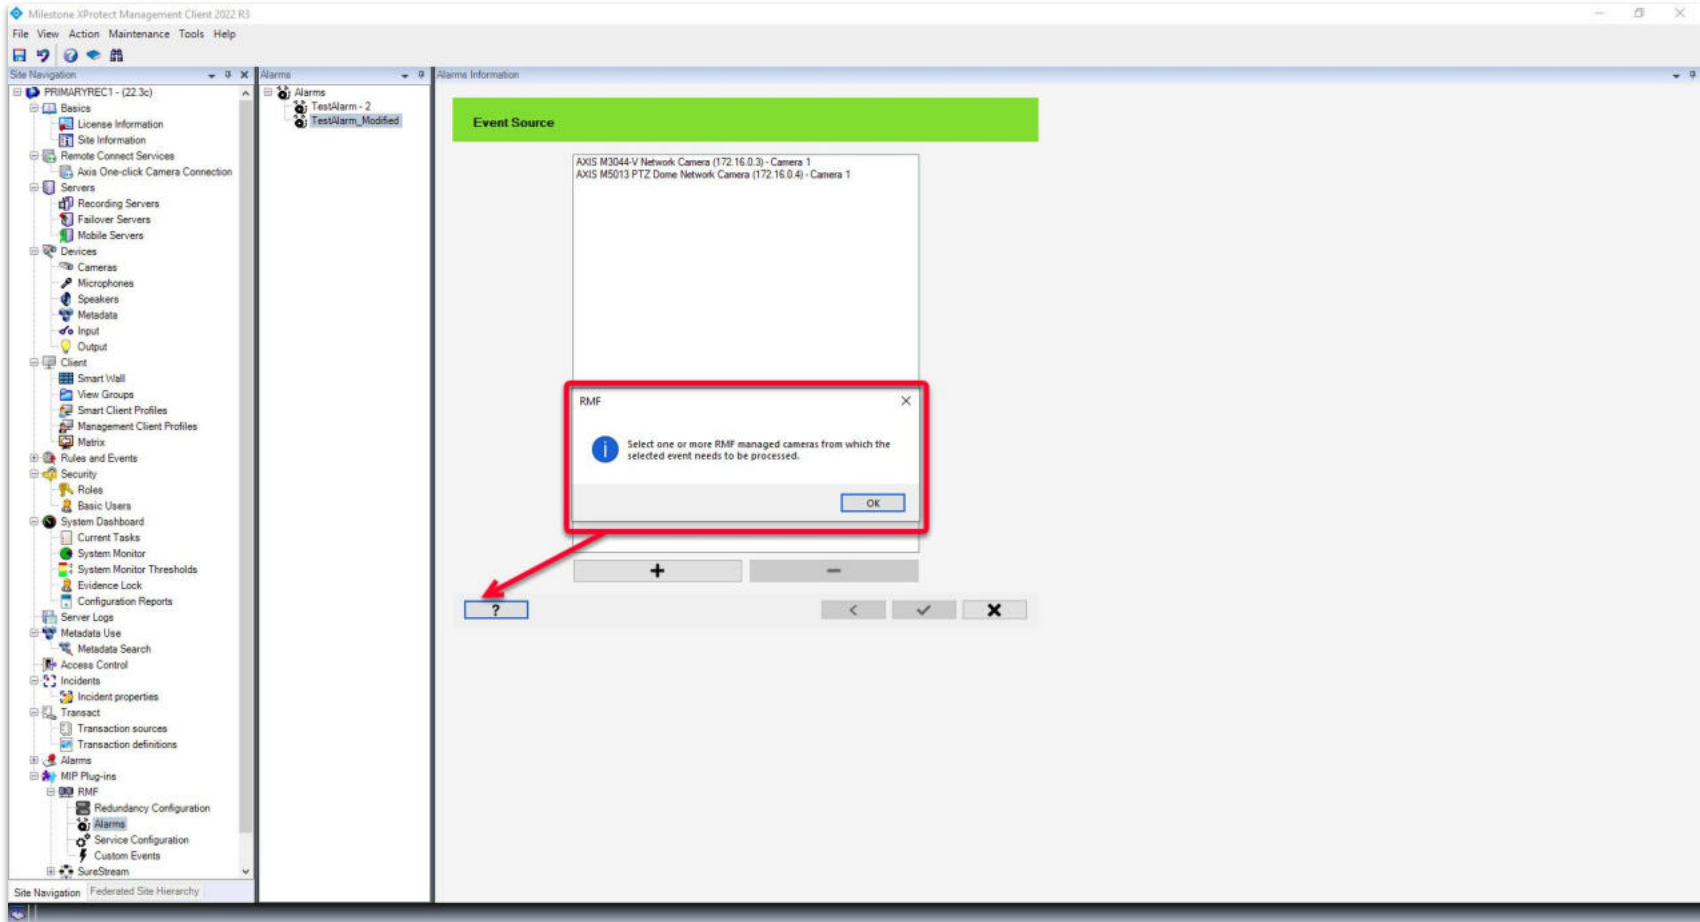 Milestone XProtect Management Client 2022 R3
File View Action Maintenance Tools Help
Site Navigation
PRIMARYREC1 - (22.3c)
Basics
License Information
Site Information
Remote Connect Services
Axis One-click Camera Connection
Servers
Recording Servers
Failover Servers
Mobile Servers
Devices
Cameras
Microphones
Speakers
Metadata
Input
Output
Client
Smart Wall
View Groups
Smart Client Profiles
Management Client Profiles
Matrix
Rules and Events
Security
Roles
Basic Users
System Dashboard
Current Tasks
System Monitor
System Monitor Thresholds
Evidence Lock
Configuration Reports
Server Logs
Metadata Use
Metadata Search
Access Control
Incidents
Incident properties
Transact
Transaction sources
Transaction definitions
Alarms
MIP Plug-ins
RMF
Redundancy Configuration
Alarms
Service Configuration
Custom Events
SureStream
Site Navigation Federated Site Hierarchy
Alarms
Alarms
TestAlarm - 2
TestAlarm_Modified
Alarms Information
Event Source
AXIS M3044-V Network Camera (172.16.0.3) - Camera 1
AXIS M5013 PTZ Dome Network Camera (172.16.0.4) - Camera 1
RMF
Select one or more RMF managed cameras from which the
selected event needs to be processed.
OK
?